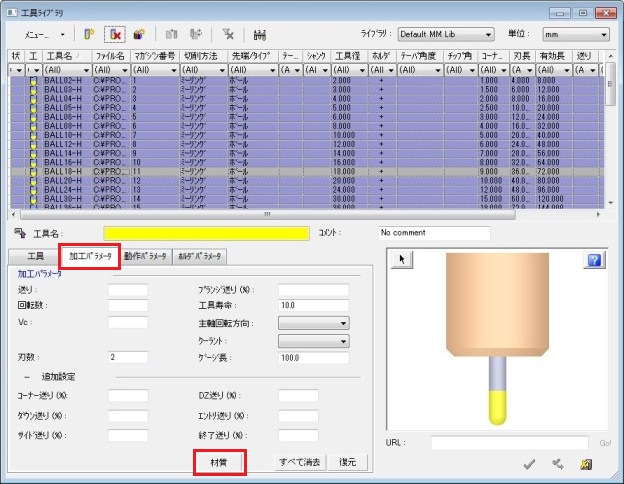 工具ライブラリ
メニュー...
ライブラリ: Default MM Lib 単位: mm
状 工 工具名 ファイル名 マガジン番号 切削方法 先端/タイプ テー... シャンク 工具径 ホルダ テーパ角度 チップ角 コーナ... 刃長 有効長 送り
(All) (All) (All) (All) (All) (A (Al (All) (Al (All) (All) (All) (A (All) (A
BALL02-H C:¥PRO... 1 ミーリング ボール 2.000 + 1.000 4.000 8.000
BALL03-H C:¥PRO... 2 ミーリング ボール 3.000 + 1.500 6.000 12.000
BALL04-H C:¥PRO... 3 ミーリング ボール 4.000 + 2.000 8.000 16.000
BALL05-H C:¥PRO... 4 ミーリング ボール 5.000 + 2.500 10.0... 20.000
BALL06-H C:¥PRO... 5 ミーリング ボール 6.000 + 3.000 12.0... 24.000
BALL08-H C:¥PRO... 6 ミーリング ボール 8.000 + 4.000 16.0... 32.000
BALL10-H C:¥PRO... 7 ミーリング ボール 10.000 + 5.000 20.0... 40.000
BALL12-H C:¥PRO... 8 ミーリング ボール 12.000 + 6.000 24.0... 48.000
BALL14-H C:¥PRO... 9 ミーリング ボール 14.000 + 7.000 28.0... 56.000
BALL16-H C:¥PRO... 10 ミーリング ボール 16.000 + 8.000 32.0... 64.000
BALL18-H C:¥PRO... 11 ミーリング ボール 18.000 + 9.000 36.0... 72.000
BALL20-H C:¥PRO... 12 ミーリング ボール 20.000 + 10.000 40.0... 80.000
BALL24-H C:¥PRO... 13 ミーリング ボール 24.000 + 12.000 48.0... 96.000
BALL30-H C:¥PRO... 14 ミーリング ボール 30.000 + 15.000 60.0... 120.000
工具名: コメント: No comment
工具 加工パラメータ 動作パラメータ ホルダパラメータ
加工パラメータ
送り: プランジ送り (%):
回転数: 工具寿命: 10.0
Vc: 主軸回転方向:
クーラント:
刃数: 2 ゲージ長: 100.0
― 追加設定
コーナー送り (%): DZ送り (%):
ダウン送り (%): エントリ送り (%):
サイド送り (%): 終了送り (%):
材質 すべて消去 復元
URL: Go!